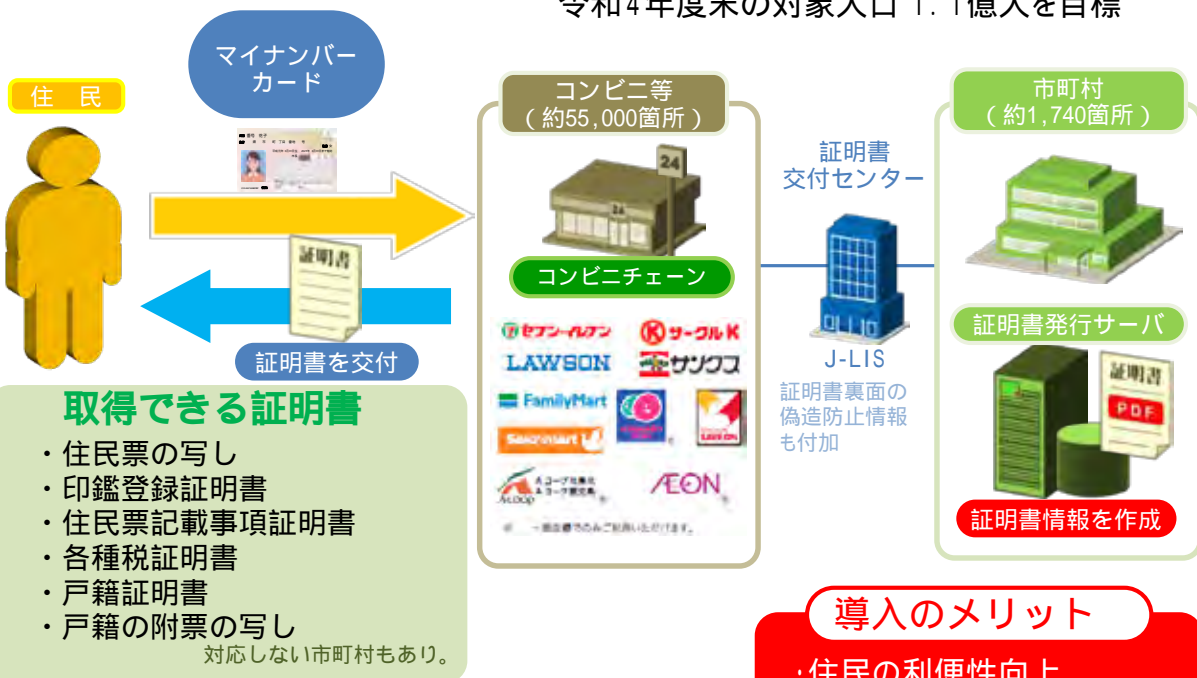 令和4年度末の対象人口 1.1億人を目標
マイナンバー
カード
住 民
コンビニ等
(約55,000箇所)
市町村
(約1,740箇所)
証明書
交付センター
24
24
証明書
コンビニチェーン
証明書を交付
セブン-イレブン
サークルK
LAWSON
サンクス
FamilyMart
Seicomart
AEON
J-LIS
証明書裏面の
偽造防止情報
も付加
証明書発行サーバ
証明書
PDF
証明書情報を作成
取得できる証明書
・住民票の写し
・印鑑登録証明書
・住民票記載事項証明書
・各種税証明書
・戸籍証明書
・戸籍の附票の写し
対応しない市町村もあり。
導入のメリット
・住民の利便性向上